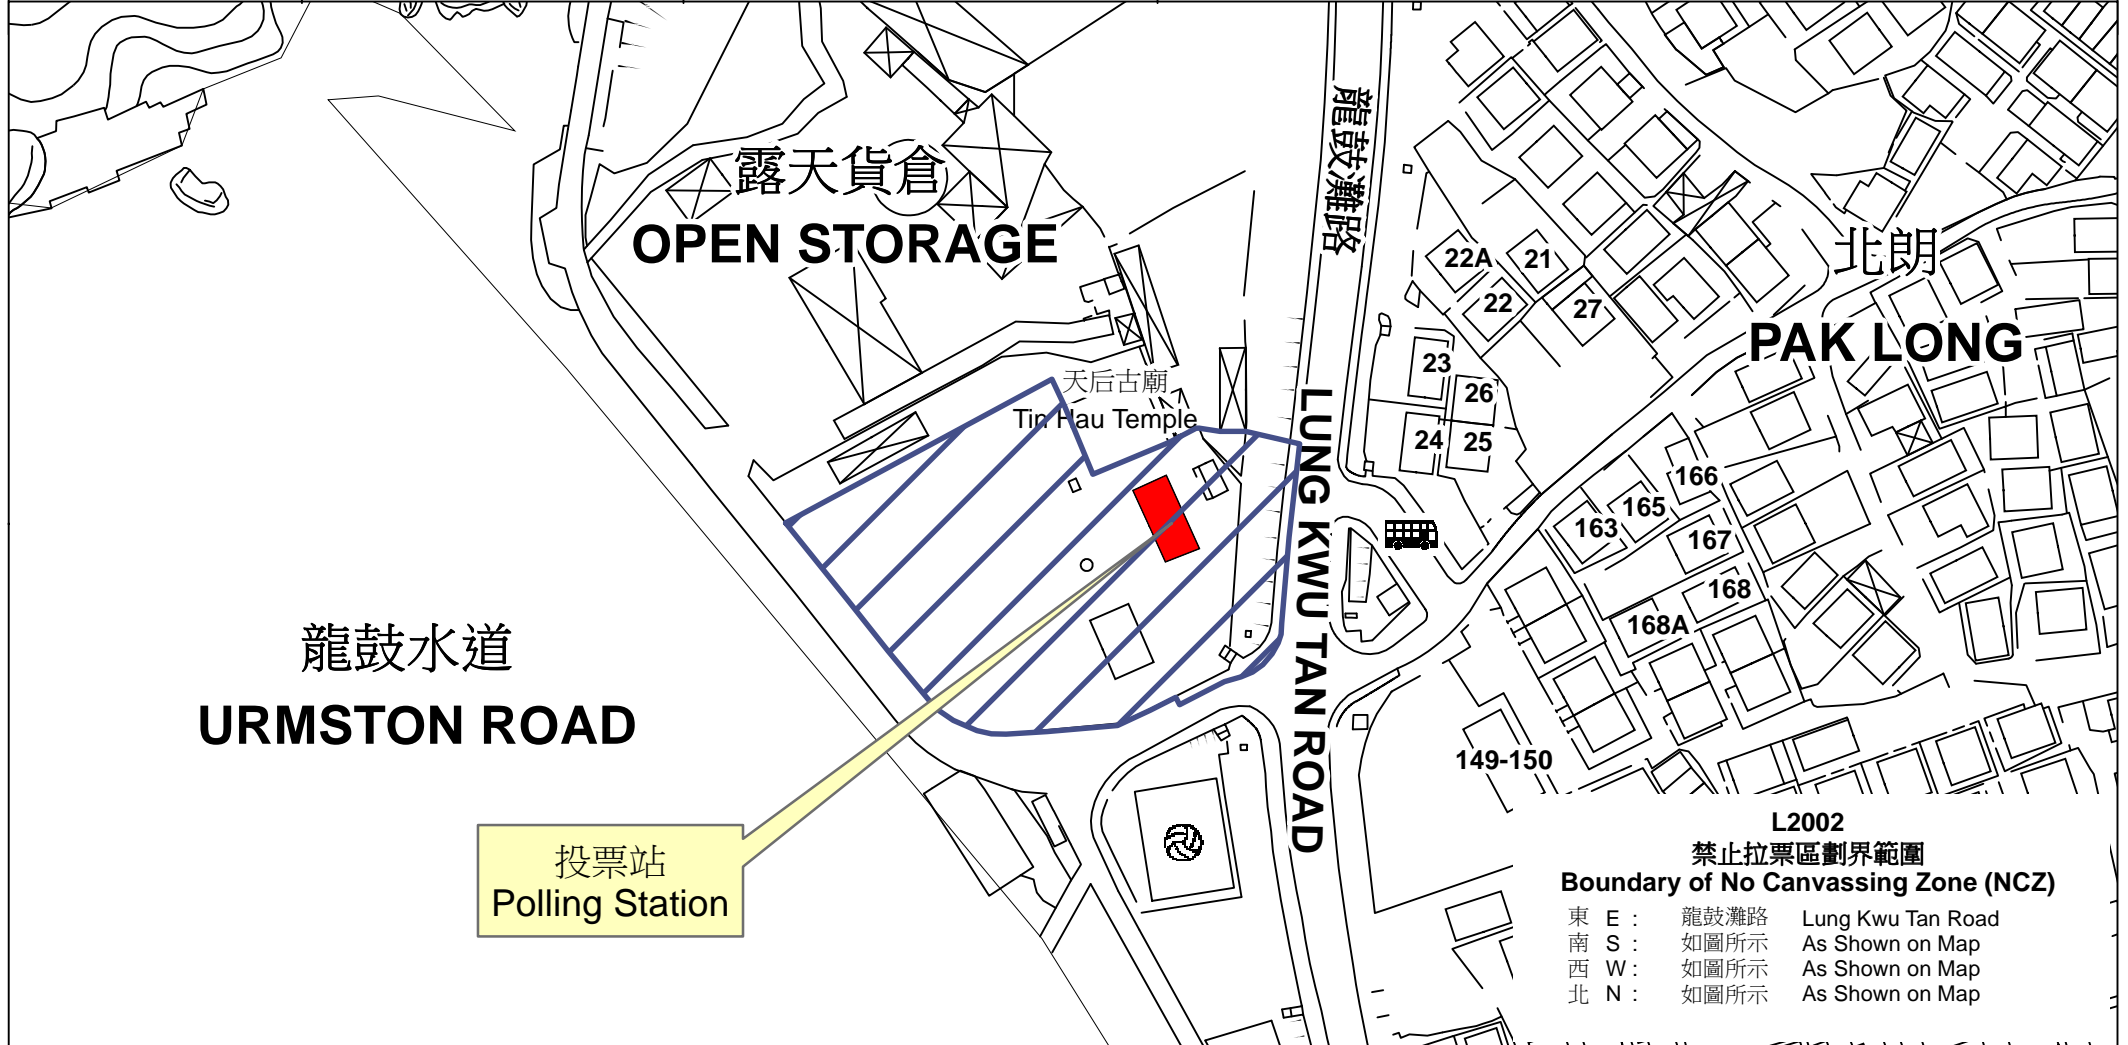 露天貨倉
OPEN STORAGE
龍鼓灘路
22A
21
22
27
北朗
PAK LONG
天后古廟
Tin Hau Temple
23
26
24
25
LUNG KWU TAN ROAD
166
165
163
167
168
168A
149-150
龍鼓水道
URMSTON ROAD
投票站
Polling Station
L2002
禁止拉票區劃界範圍
Boundary of No Canvassing Zone (NCZ)
東 E : 龍鼓灘路 Lung Kwu Tan Road
南 S : 如圖所示 As Shown on Map
西 W : 如圖所示 As Shown on Map
北 N : 如圖所示 As Shown on Map